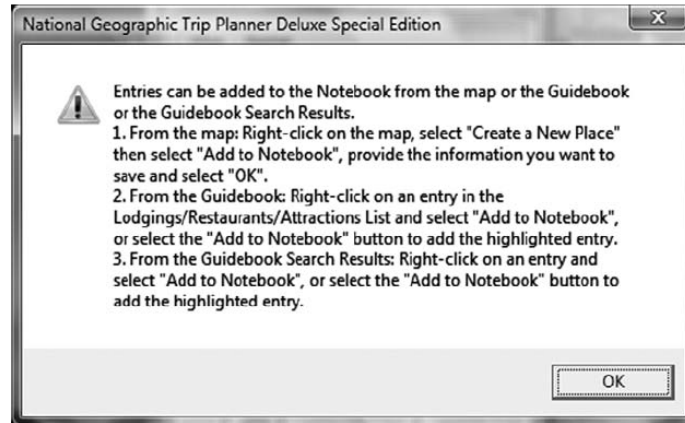 National Geographic Trip Planner Deluxe Special Edition
Entries can be added to the Notebook from the map or the Guidebook
or the Guidebook Search Results.
1. From the map: Right-click on the map, select "Create a New Place"
then select "Add to Notebook", provide the information you want to
save and select "OK".
2. From the Guidebook: Right-click on an entry in the
Lodgings/Restaurants/Attractions List and select "Add to Notebook",
or select the "Add to Notebook" button to add the highlighted entry.
3. From the Guidebook Search Results: Right-click on an entry and
select "Add to Notebook", or select the "Add to Notebook" button to
add the highlighted entry.
OK